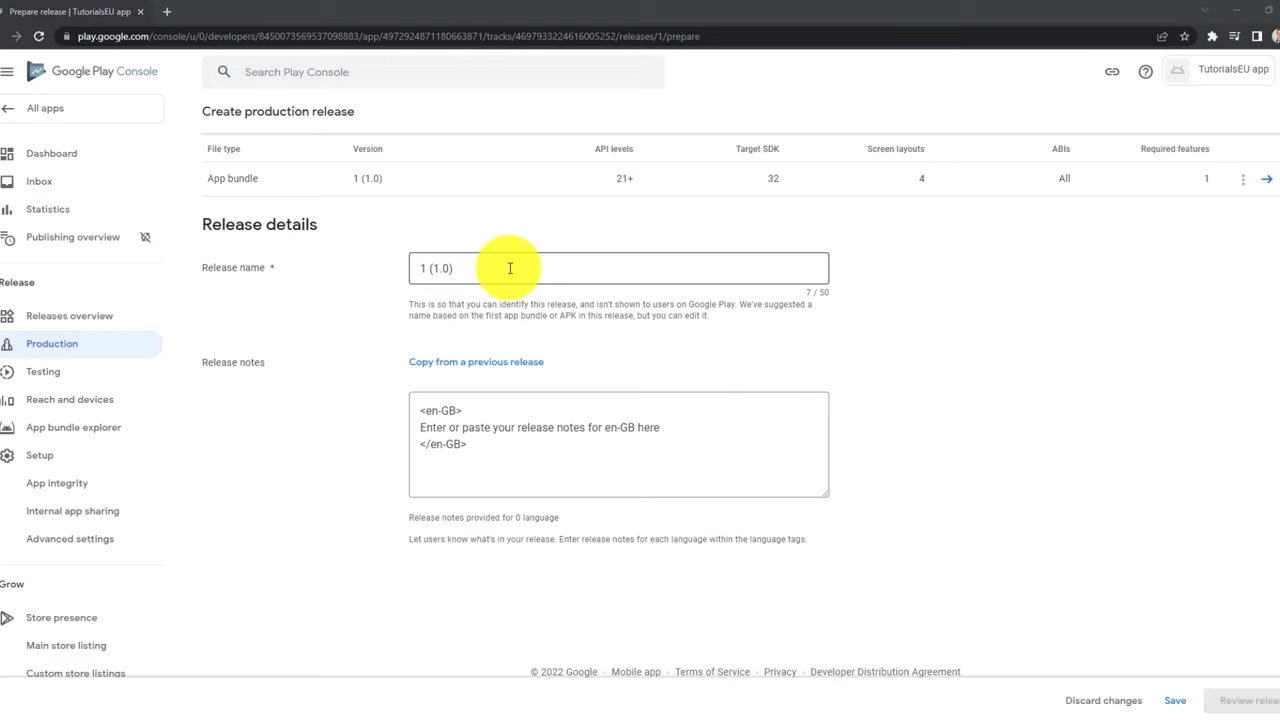 Prepare release | TutorialsEU app
play.google.com/console/u/0/developers/8450073569537098883/app/4972924871180663871/tracks/4697933224616005252/releases/1/prepare
Google Play Console
Search Play Console
TutorialsEU app
All apps
Create production release
File type Version API levels Target SDK Screen layouts ABIs Required features
App bundle 1 (1.0) 21+ 32 4 All 1
Dashboard
Inbox
Statistics
Publishing overview
Release
Releases overview
Production
Testing
Reach and devices
App bundle explorer
Setup
App integrity
Internal app sharing
Advanced settings
Grow
Store presence
Main store listing
Custom store listings
Release details
Release name *
1 (1.0)
7 / 50
This is so that you can identify this release, and isn't shown to users on Google Play. We've suggested a
name based on the first app bundle or APK in this release, but you can edit it.
Release notes
Copy from a previous release
<en-GB>
Enter or paste your release notes for en-GB here
</en-GB>
Release notes provided for 0 language
Let users know what's in your release. Enter release notes for each language within the language tags.
© 2022 Google · Mobile app · Terms of Service · Privacy · Developer Distribution Agreement
Discard changes
Save
Review relea